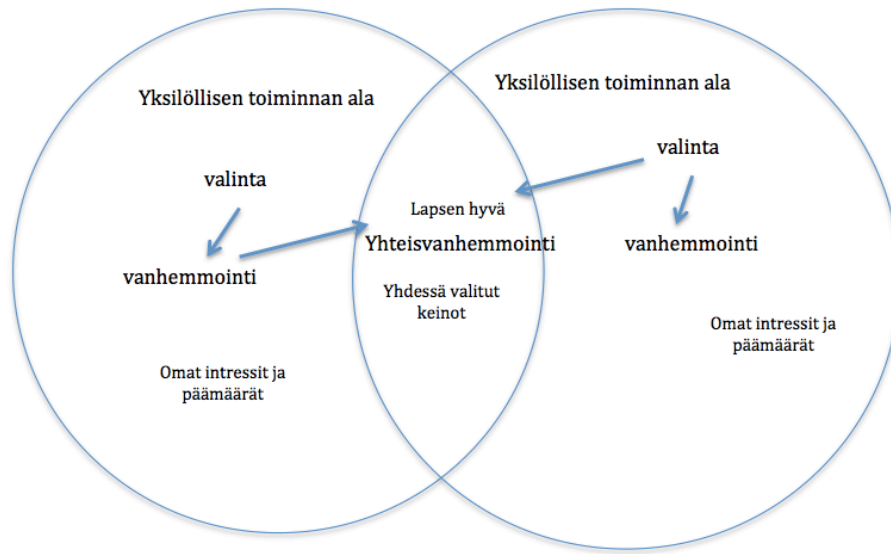 Yksilöllisen toiminnan ala
valinta
vanhemmointi
Omat intressit ja
päämäärät
Lapsen hyvä
Yhteisvanhemmointi
Yhdessä valitut
keinot
Yksilöllisen toiminnan ala
valinta
vanhemmointi
Omat intressit ja
päämäärät